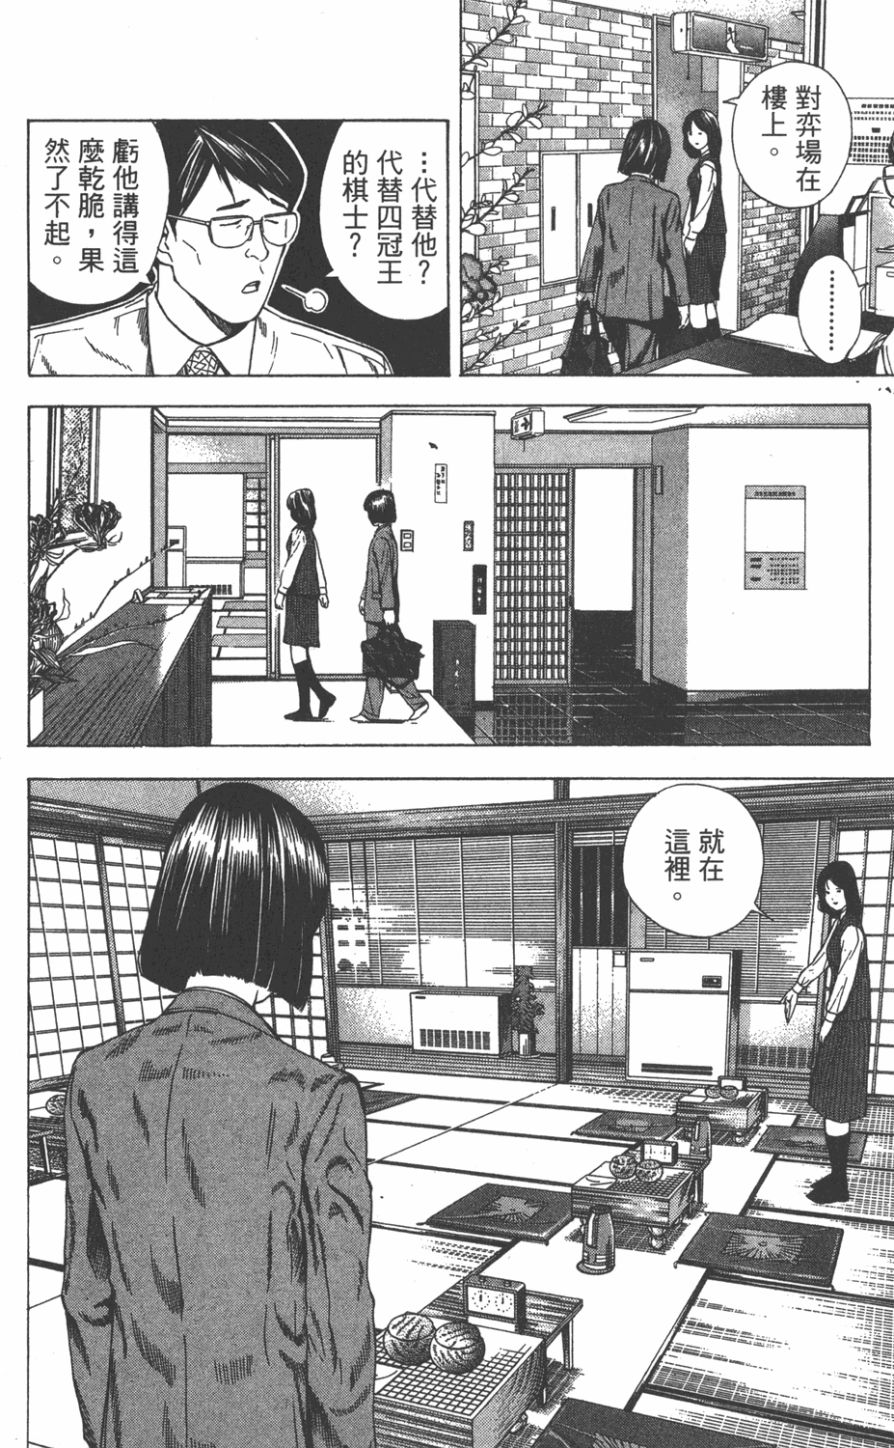 對弈場在
樓上。
………
…代替他？
代替四冠王
的棋士？
虧他講得這
麼乾脆，果
然了不起。
就在
這裡。